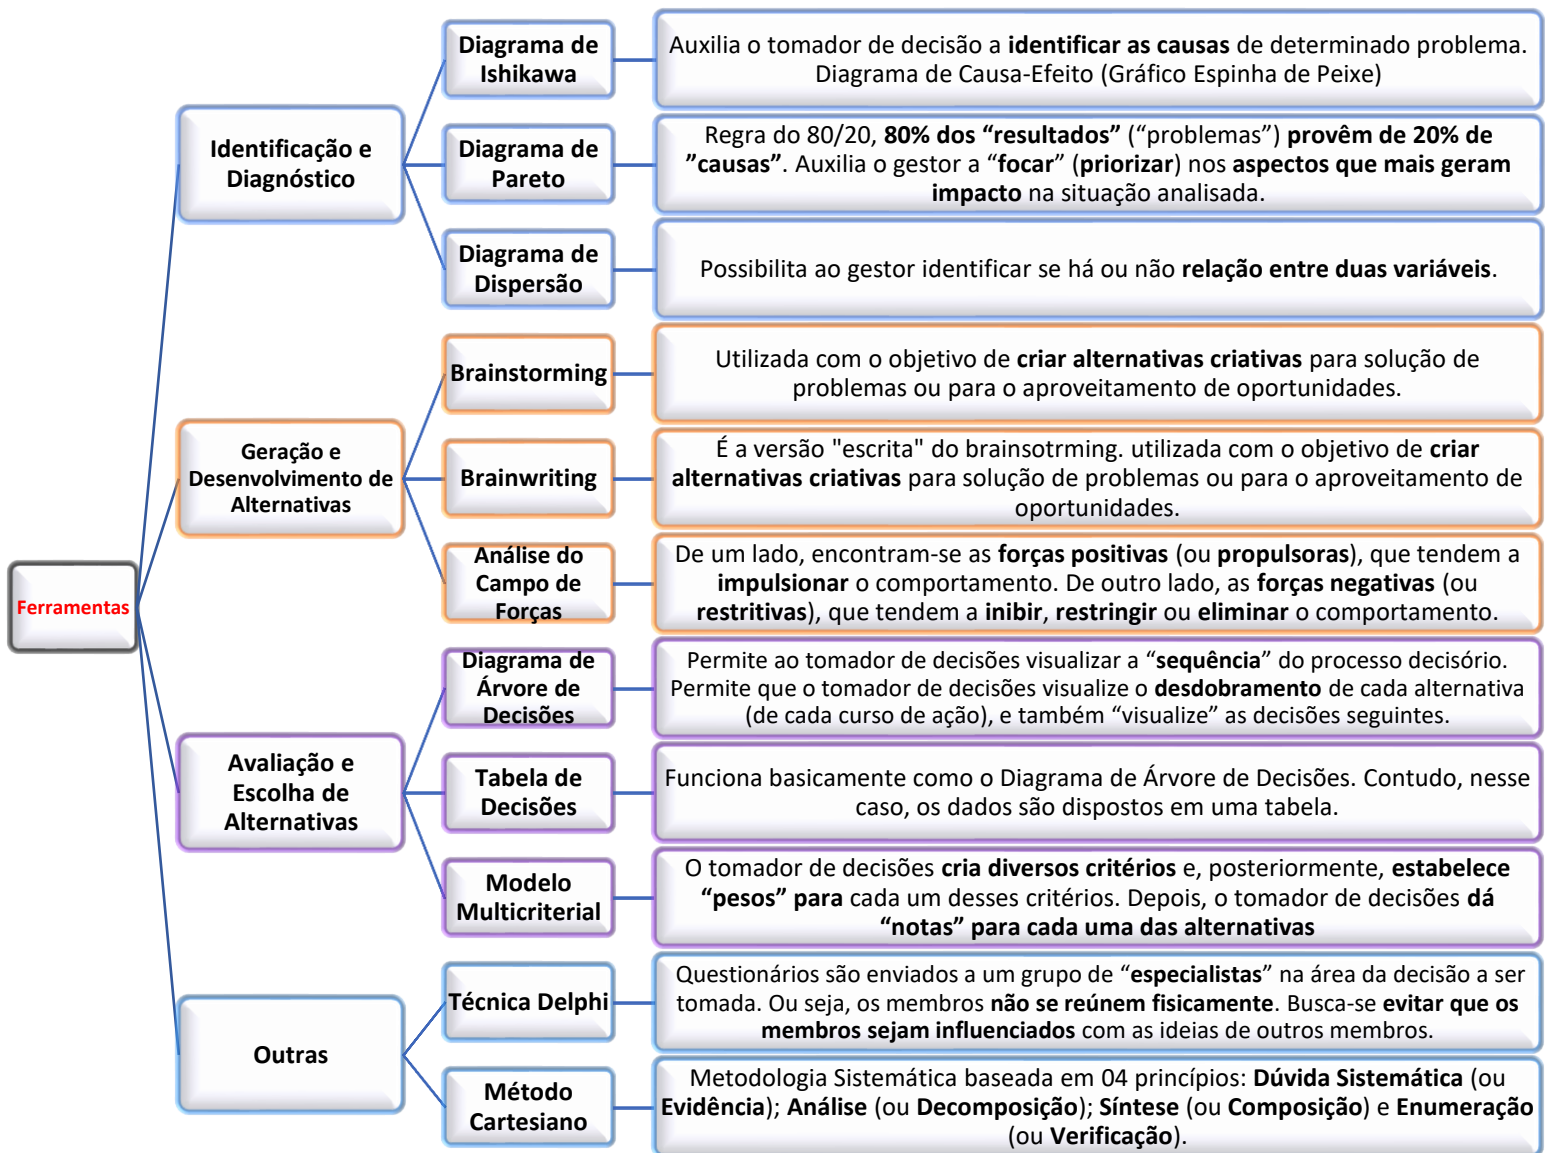 Ferramentas
Identificação e
Diagnóstico
Diagrama de
Ishikawa
Auxilia o tomador de decisão a identificar as causas de determinado problema.
Diagrama de Causa-Efeito (Gráfico Espinha de Peixe)
Diagrama de
Pareto
Regra do 80/20, 80% dos “resultados” (“problemas”) provêm de 20% de
”causas”. Auxilia o gestor a “focar” (priorizar) nos aspectos que mais geram
impacto na situação analisada.
Diagrama de
Dispersão
Possibilita ao gestor identificar se há ou não relação entre duas variáveis.
Geração e
Desenvolvimento de
Alternativas
Brainstorming
Utilizada com o objetivo de criar alternativas criativas para solução de
problemas ou para o aproveitamento de oportunidades.
Brainwriting
É a versão "escrita" do brainsotrming. utilizada com o objetivo de criar
alternativas criativas para solução de problemas ou para o aproveitamento de
oportunidades.
Análise do
Campo de
Forças
De um lado, encontram-se as forças positivas (ou propulsoras), que tendem a
impulsionar o comportamento. De outro lado, as forças negativas (ou
restritivas), que tendem a inibir, restringir ou eliminar o comportamento.
Avaliação e
Escolha de
Alternativas
Diagrama de
Árvore de
Decisões
Permite ao tomador de decisões visualizar a “sequência” do processo decisório.
Permite que o tomador de decisões visualize o desdobramento de cada alternativa
(de cada curso de ação), e também “visualize” as decisões seguintes.
Tabela de
Decisões
Funciona basicamente como o Diagrama de Árvore de Decisões. Contudo, nesse
caso, os dados são dispostos em uma tabela.
Modelo
Multicriterial
O tomador de decisões cria diversos critérios e, posteriormente, estabelece
“pesos” para cada um desses critérios. Depois, o tomador de decisões dá
“notas” para cada uma das alternativas
Outras
Técnica Delphi
Questionários são enviados a um grupo de “especialistas” na área da decisão a ser
tomada. Ou seja, os membros não se reúnem fisicamente. Busca-se evitar que os
membros sejam influenciados com as ideias de outros membros.
Método
Cartesiano
Metodologia Sistemática baseada em 04 princípios: Dúvida Sistemática (ou
Evidência); Análise (ou Decomposição); Síntese (ou Composição) e Enumeração
(ou Verificação).